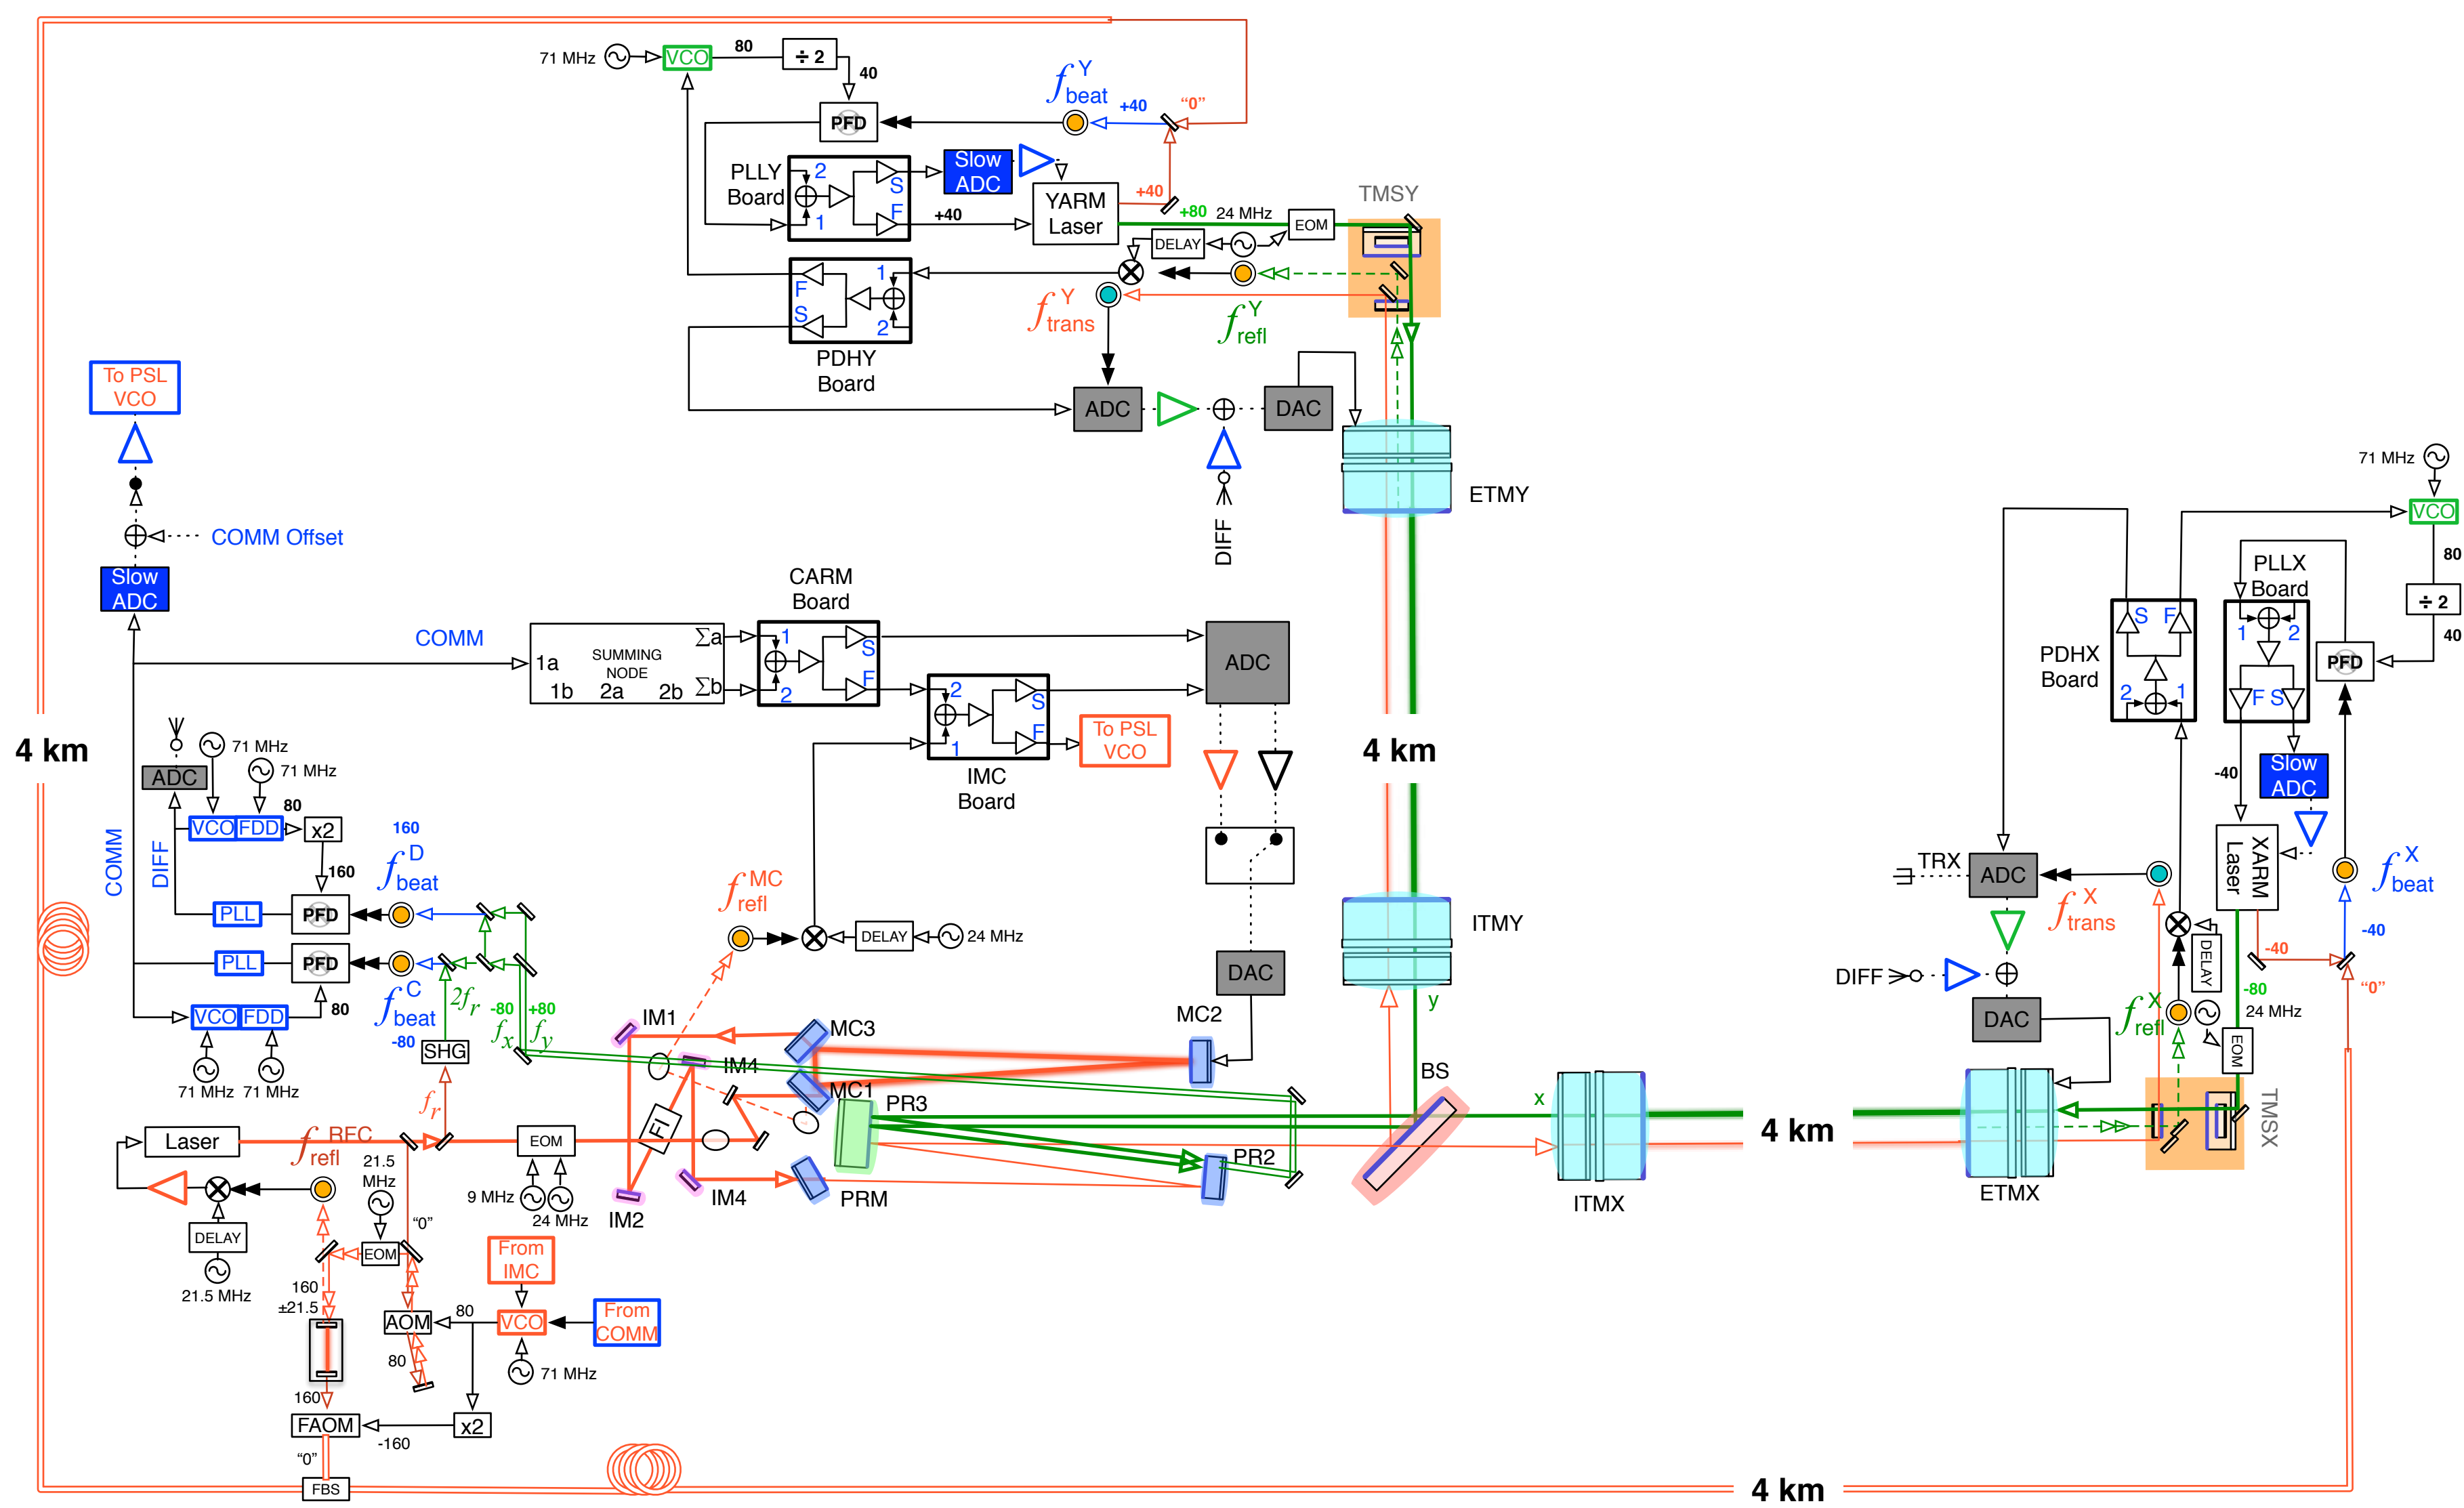 71 MHz
VCO
80
÷ 2
40
PFD
f beat Y
+40
"0"
PLLY
Board
2
1
S
F
Slow
ADC
+40
YARM
Laser
+40
+80
24 MHz
EOM
TMSY
DELAY
PDHY
Board
F
S
1
2
f trans Y
f refl Y
ADC
DAC
DIFF
ETMY
To PSL
VCO
COMM Offset
Slow
ADC
COMM
1a
SUMMING
NODE
1b
2a
2b
Σa
Σb
CARM
Board
1
2
S
F
2
1
S
F
IMC
Board
To PSL
VCO
ADC
4 km
4 km
ADC
71 MHz
71 MHz
VCO
FDD
80
x2
160
160
f beat D
COMM
DIFF
PLL
PFD
PLL
PFD
f beat C
-80
VCO
FDD
80
71 MHz
71 MHz
2fr
-80
+80
fx
fy
SHG
fr
f refl MC
DELAY
24 MHz
DAC
ITMY
y
IM1
MC3
MC2
IM4
MC1
PR3
FI
BS
x
Laser
f refl RFC
EOM
9 MHz
24 MHz
IM2
IM4
PRM
PR2
ITMX
4 km
ETMX
TMSX
DELAY
21.5 MHz
21.5
MHz
"0"
EOM
160
±21.5
AOM
80
80
From
IMC
VCO
From
COMM
71 MHz
160
FAOM
-160
x2
"0"
FBS
4 km
71 MHz
VCO
80
÷ 2
40
PFD
PLLX
Board
1
2
F
S
PDHX
Board
S
F
2
1
-40
Slow
ADC
XARM
Laser
f beat X
-40
-40
"0"
TRX
ADC
f trans X
DELAY
DIFF
DAC
f refl X
-80
24 MHz
EOM